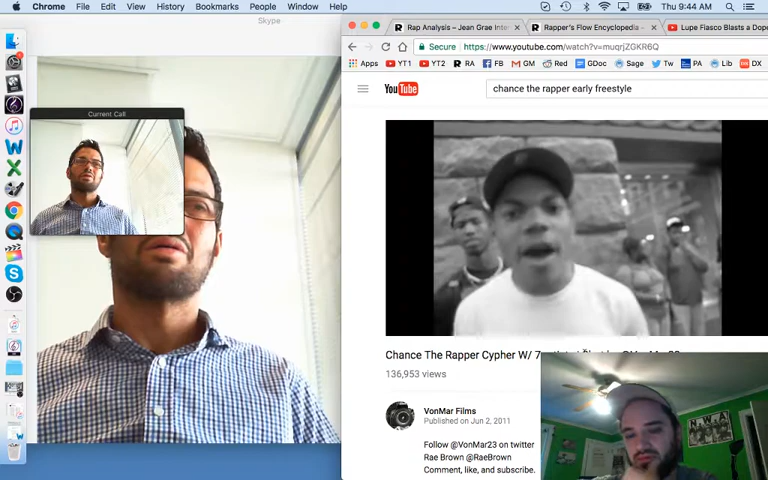 Chrome File Edit View History Bookmarks People Window Help Thu 9:44 AM
Skype
Current Call
Rap Analysis – Jean Grae Inte
Rapper's Flow Encyclopedia –
Lupe Fiasco Blasts a Dop
Secure https://www.youtube.com/watch?v=muqrjZGKR6Q
Apps YT1 YT2 RA FB GM Red GDoc Sage Tw PA Lib DX
YouTube chance the rapper early freestyle
Chance The Rapper Cypher W/
136,953 views
VonMar Films
Published on Jun 2, 2011
Follow @VonMar23 on twitter
Rae Brown @RaeBrown
Comment, like, and subscribe.